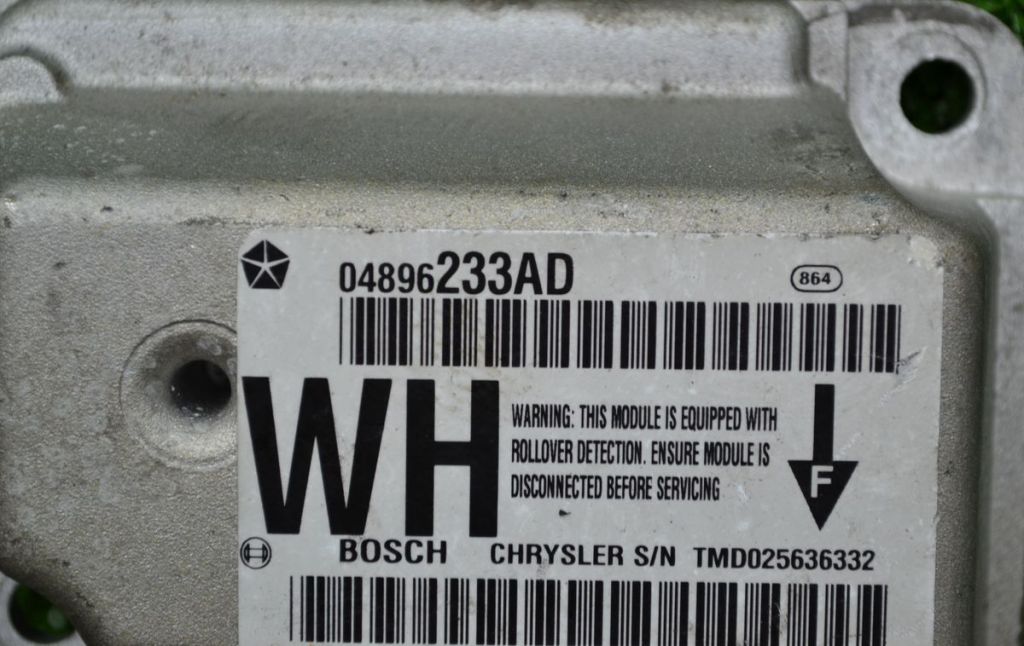 04896233AD
864
WH
WARNING: THIS MODULE IS EQUIPPED WITH
ROLLOVER DETECTION. ENSURE MODULE IS
DISCONNECTED BEFORE SERVICING
F
BOSCH CHRYSLER S/N TMD025636332